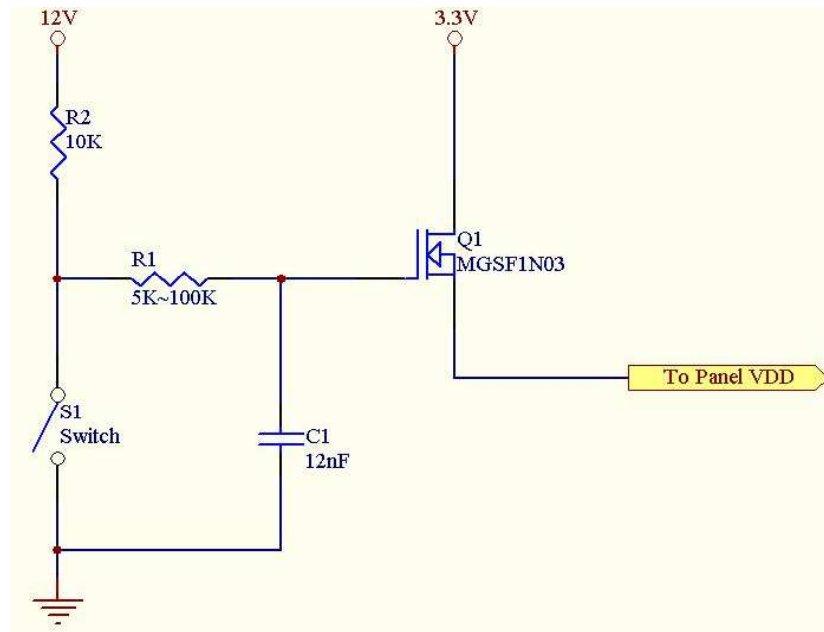 12V
3.3V
R2
10K
R1
5K~100K
Q1
MGSF1N03
To Panel VDD
S1
Switch
C1
12nF